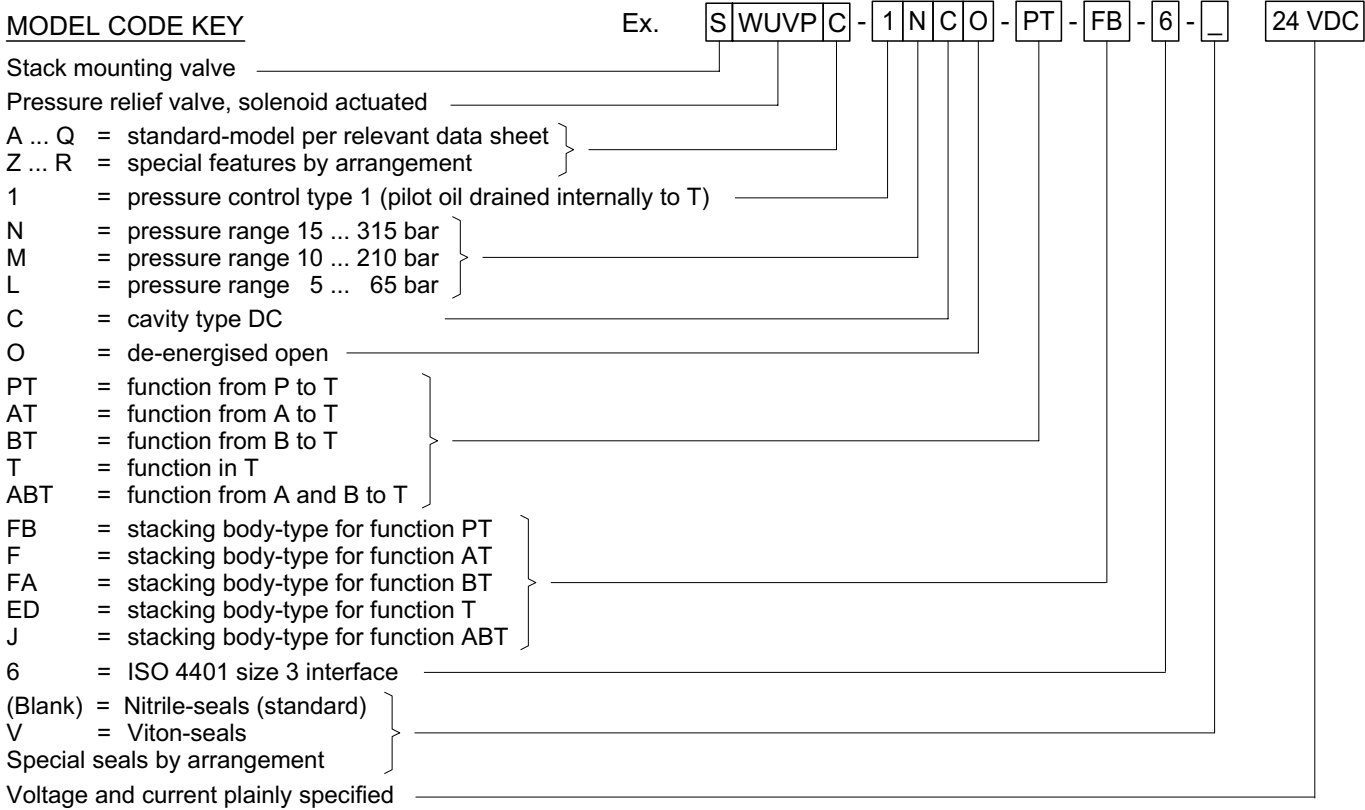 MODEL CODE KEY Ex. S WUVP C - 1 N C O - PT - FB - 6 - _ 24 VDC
Stack mounting valve
Pressure relief valve, solenoid actuated
A ... Q = standard-model per relevant data sheet
Z ... R = special features by arrangement
1 = pressure control type 1 (pilot oil drained internally to T)
N = pressure range 15 ... 315 bar
M = pressure range 10 ... 210 bar
L = pressure range 5 ... 65 bar
C = cavity type DC
O = de-energised open
PT = function from P to T
AT = function from A to T
BT = function from B to T
T = function in T
ABT = function from A and B to T
FB = stacking body-type for function PT
F = stacking body-type for function AT
FA = stacking body-type for function BT
ED = stacking body-type for function T
J = stacking body-type for function ABT
6 = ISO 4401 size 3 interface
(Blank) = Nitrile-seals (standard)
V = Viton-seals
Special seals by arrangement
Voltage and current plainly specified